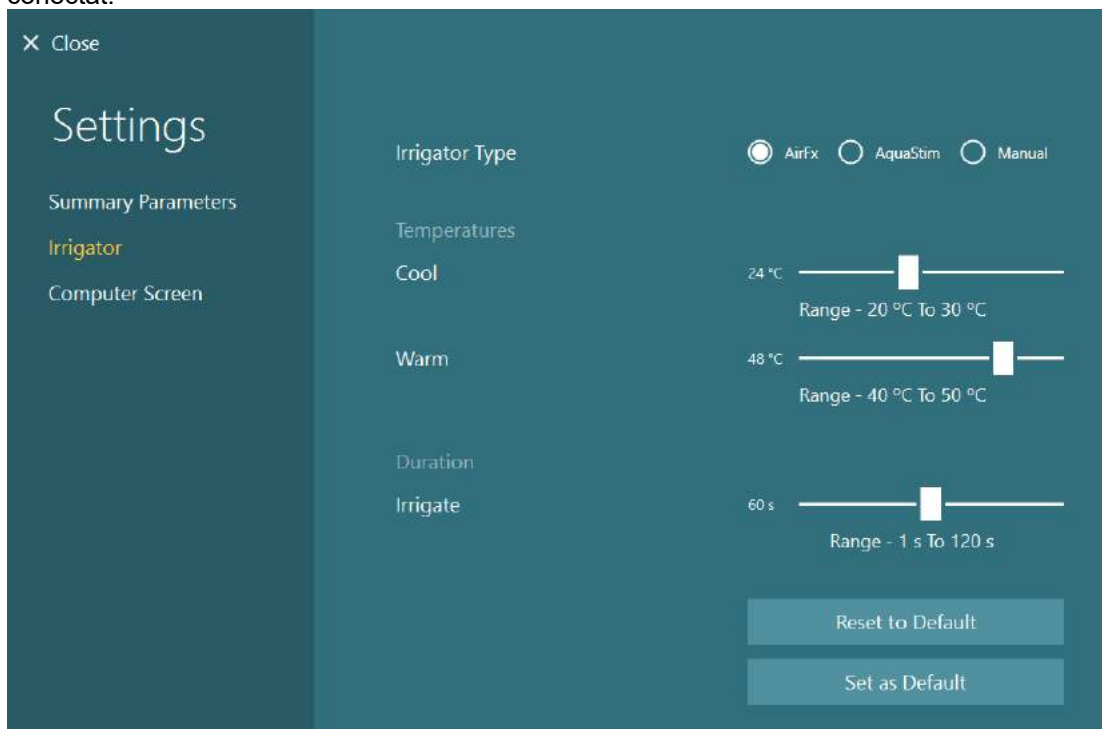 conectat.
× Close
Settings
Summary Parameters
Irrigator
Computer Screen
Irrigator Type
AirFx AquaStim Manual
Temperatures
Cool
24 °C
Range - 20 °C To 30 °C
Warm
48 °C
Range - 40 °C To 50 °C
Duration
Irrigate
60 s
Range - 1 s To 120 s
Reset to Default
Set as Default